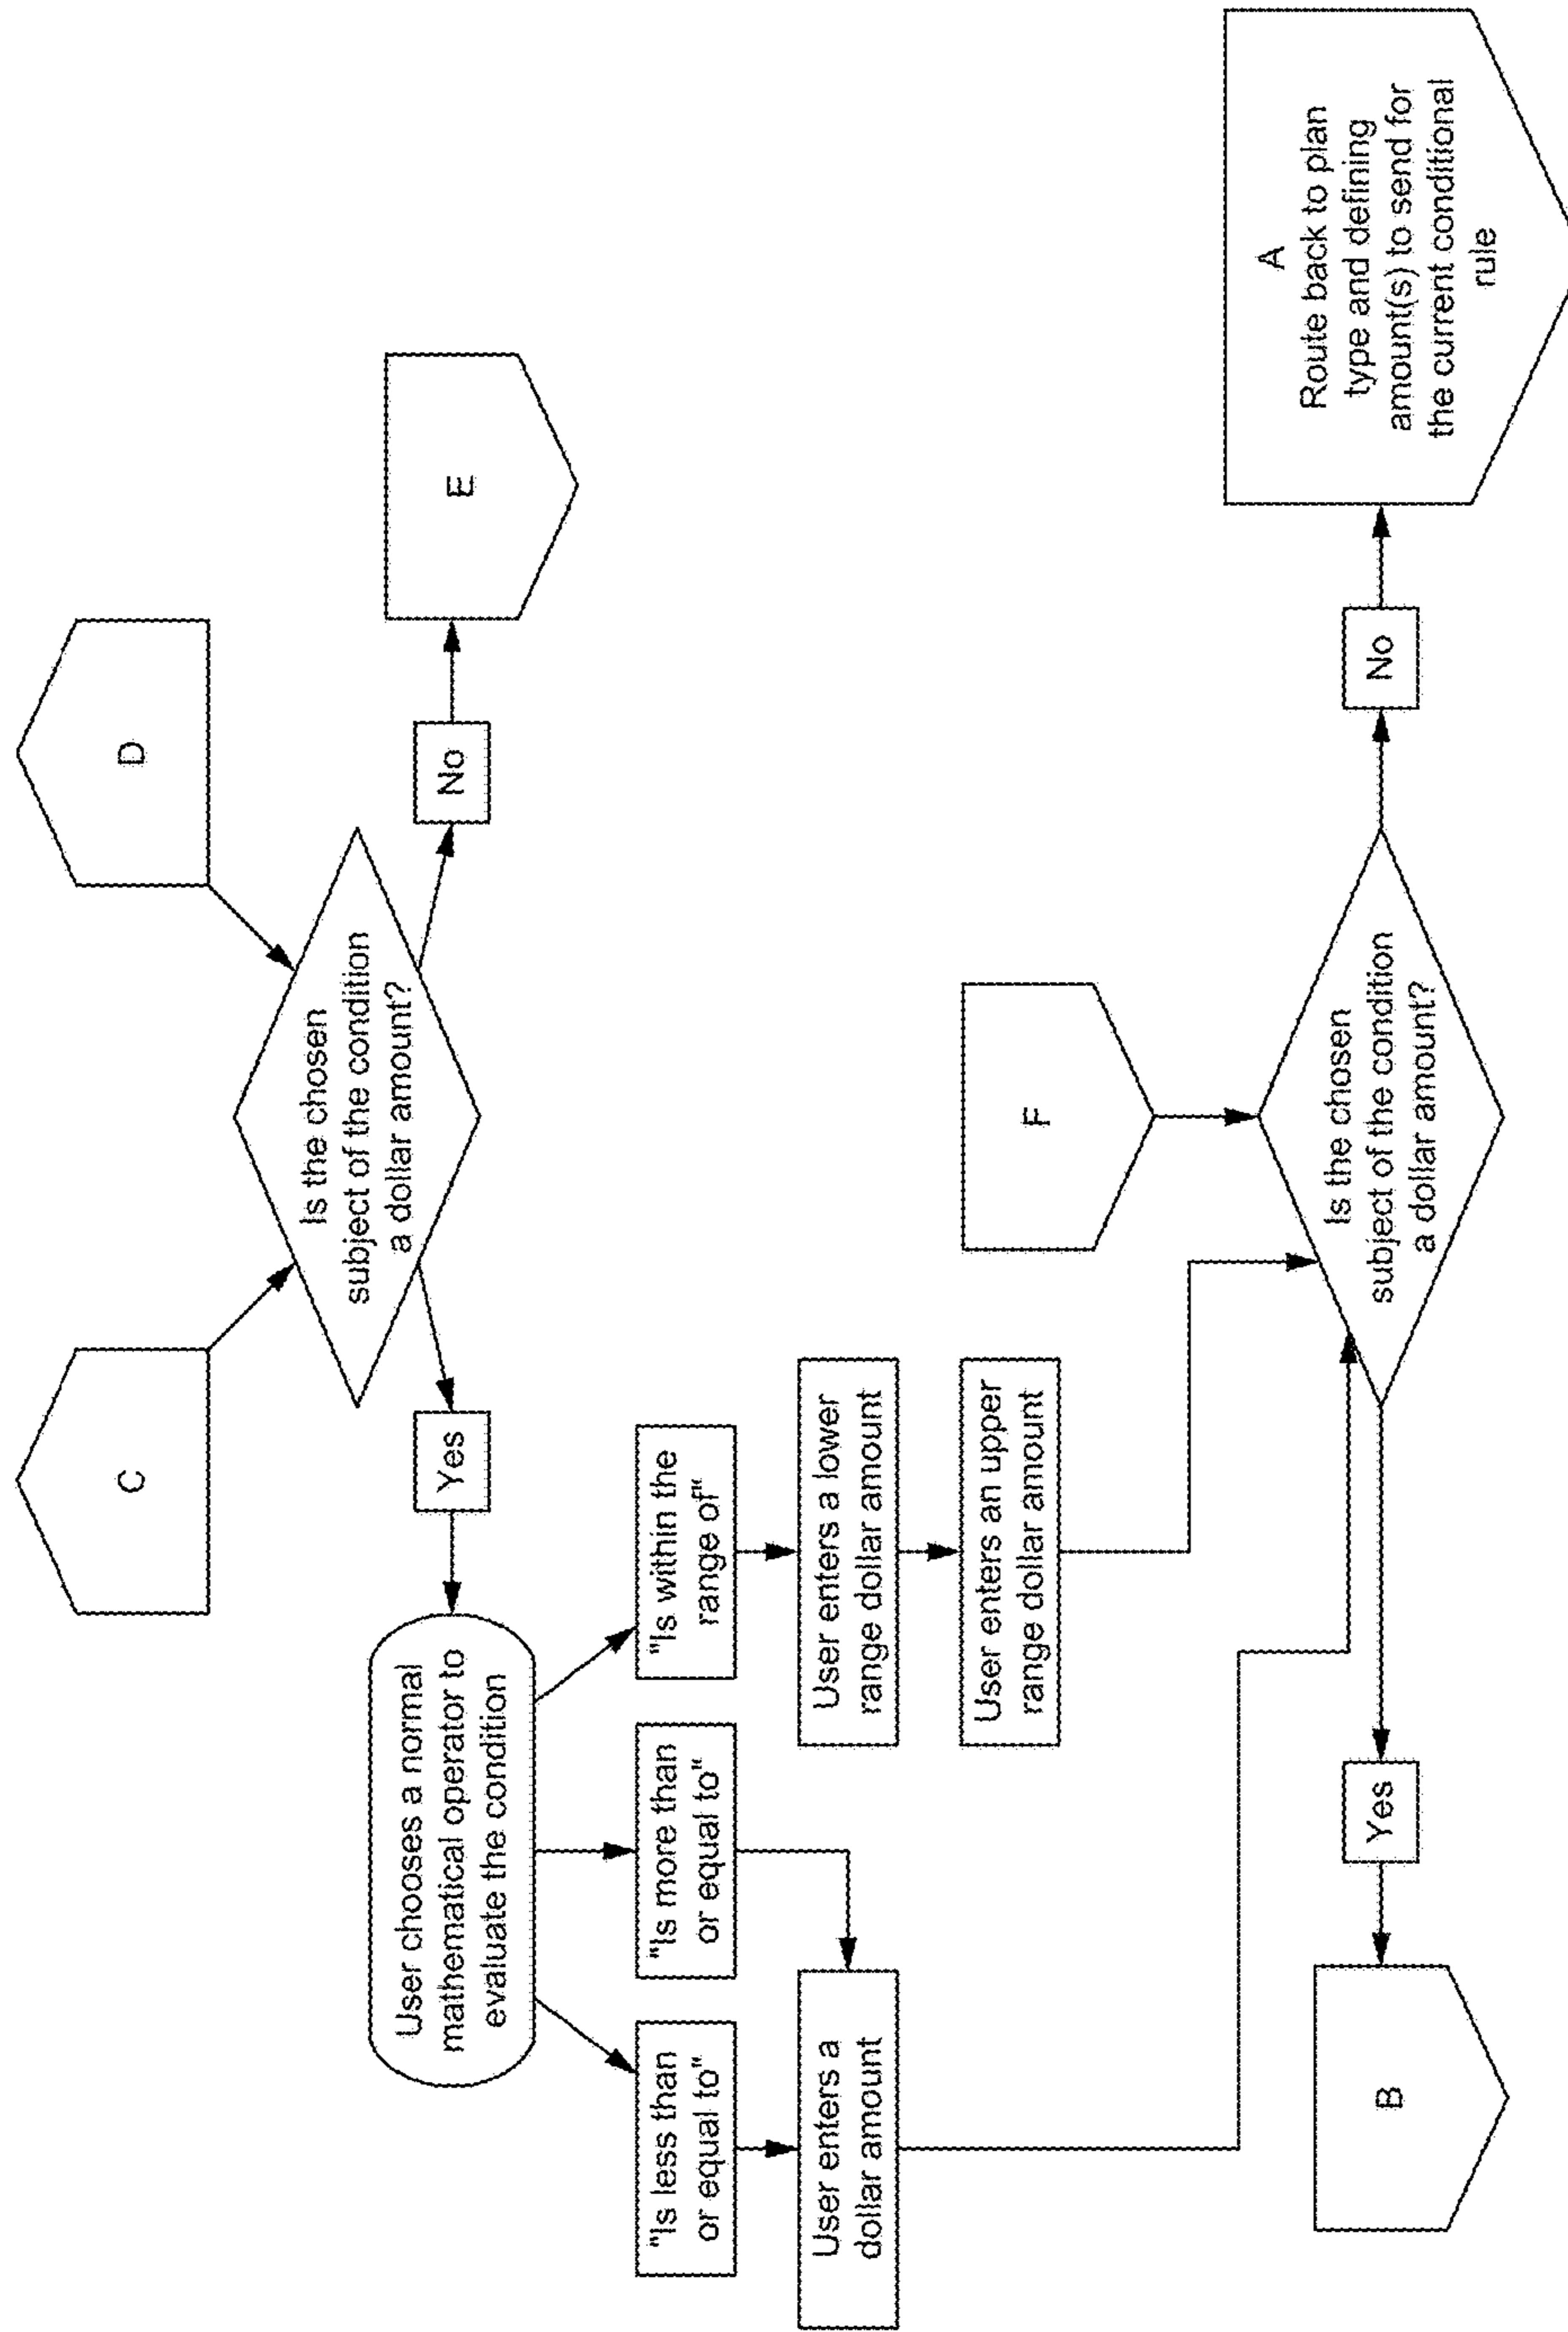 C
D
Is the chosen
subject of the condition
a dollar amount?
Yes
No
E
User chooses a normal
mathematical operator to
evaluate the condition
"Is less than
or equal to"
"Is more than
or equal to"
"Is within the
range of"
User enters a
dollar amount
User enters a lower
range dollar amount
User enters an upper
range dollar amount
F
Is the chosen
subject of the condition
a dollar amount?
Yes
No
B
A
Route back to plan
type and defining
amount(s) to send for
the current conditional
rule